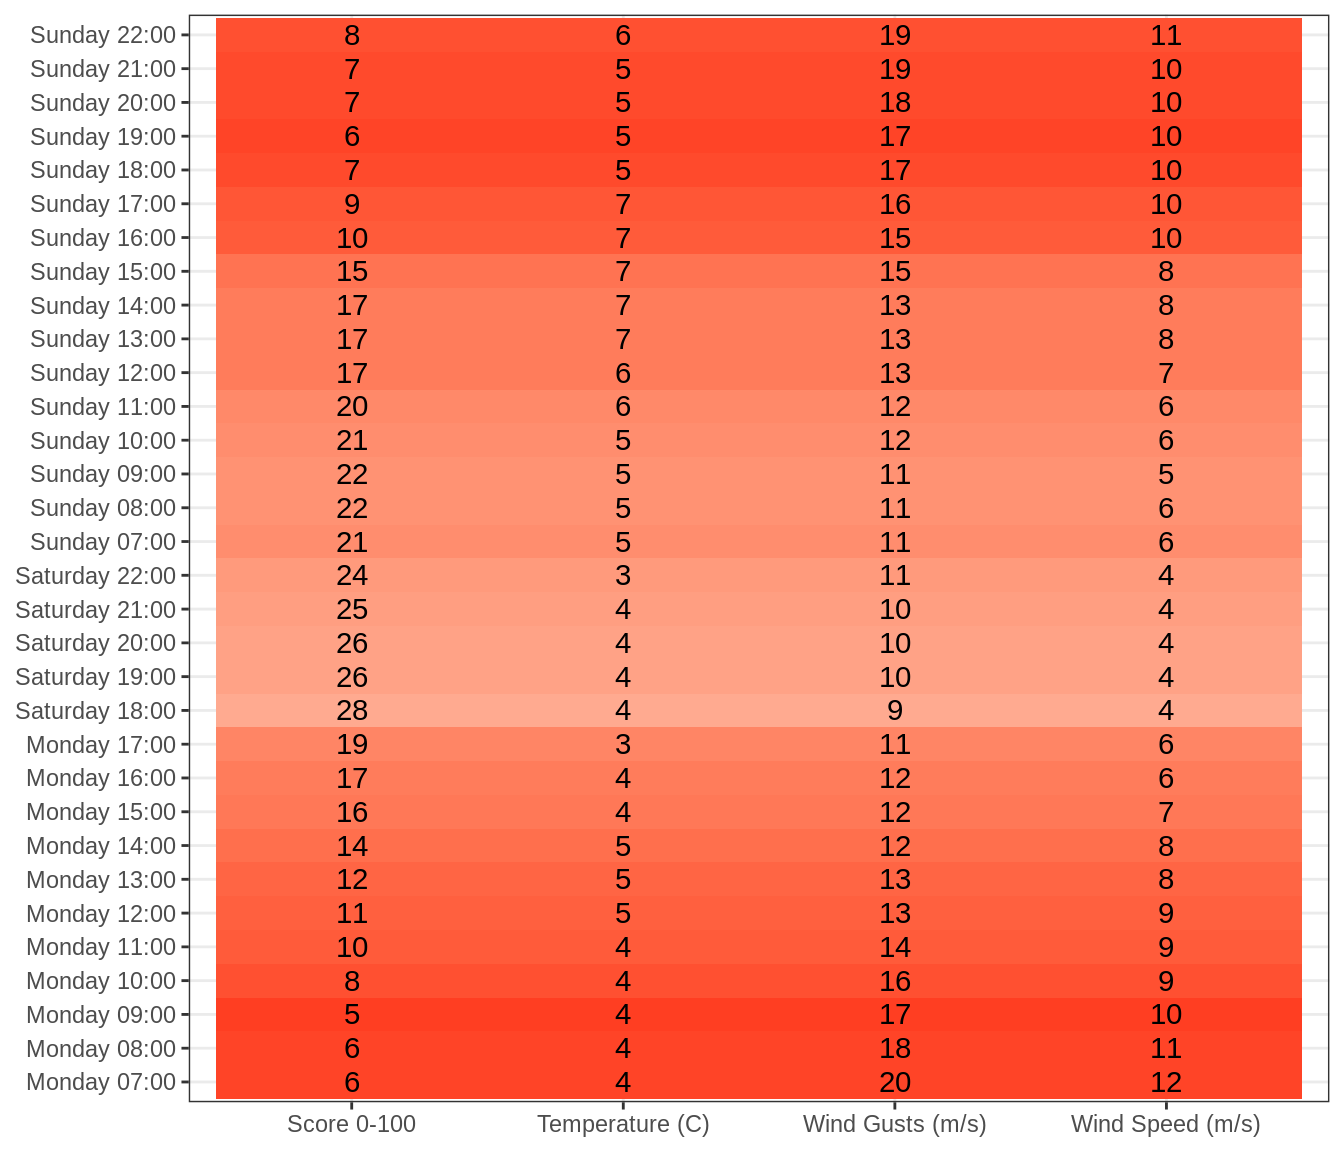 Sunday 22:00 8 6 19 11
Sunday 21:00 7 5 19 10
Sunday 20:00 7 5 18 10
Sunday 19:00 6 5 17 10
Sunday 18:00 7 5 17 10
Sunday 17:00 9 7 16 10
Sunday 16:00 10 7 15 10
Sunday 15:00 15 7 15 8
Sunday 14:00 17 7 13 8
Sunday 13:00 17 7 13 8
Sunday 12:00 17 6 13 7
Sunday 11:00 20 6 12 6
Sunday 10:00 21 5 12 6
Sunday 09:00 22 5 11 5
Sunday 08:00 22 5 11 6
Sunday 07:00 21 5 11 6
Saturday 22:00 24 3 11 4
Saturday 21:00 25 4 10 4
Saturday 20:00 26 4 10 4
Saturday 19:00 26 4 10 4
Saturday 18:00 28 4 9 4
Monday 17:00 19 3 11 6
Monday 16:00 17 4 12 6
Monday 15:00 16 4 12 7
Monday 14:00 14 5 12 8
Monday 13:00 12 5 13 8
Monday 12:00 11 5 13 9
Monday 11:00 10 4 14 9
Monday 10:00 8 4 16 9
Monday 09:00 5 4 17 10
Monday 08:00 6 4 18 11
Monday 07:00 6 4 20 12
Score 0-100 Temperature (C) Wind Gusts (m/s) Wind Speed (m/s)